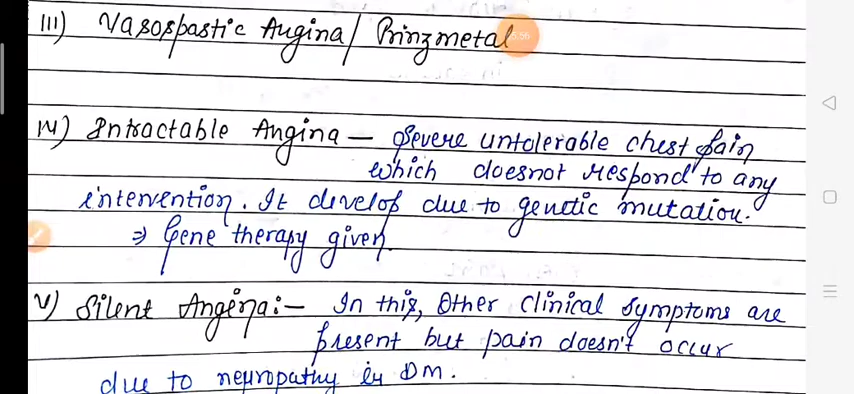 III) Vasospastic Angina/ Prinzmetal
IV) Intractable Angina — Severe untolerable chest pain
which doesnot respond to any
intervention. It develop due to genetic mutation.
⇒ Gene therapy given.
V) Silent Angina:- In this, Other clinical symptoms are
present but pain doesn't occur
due to neuropathy in DM.